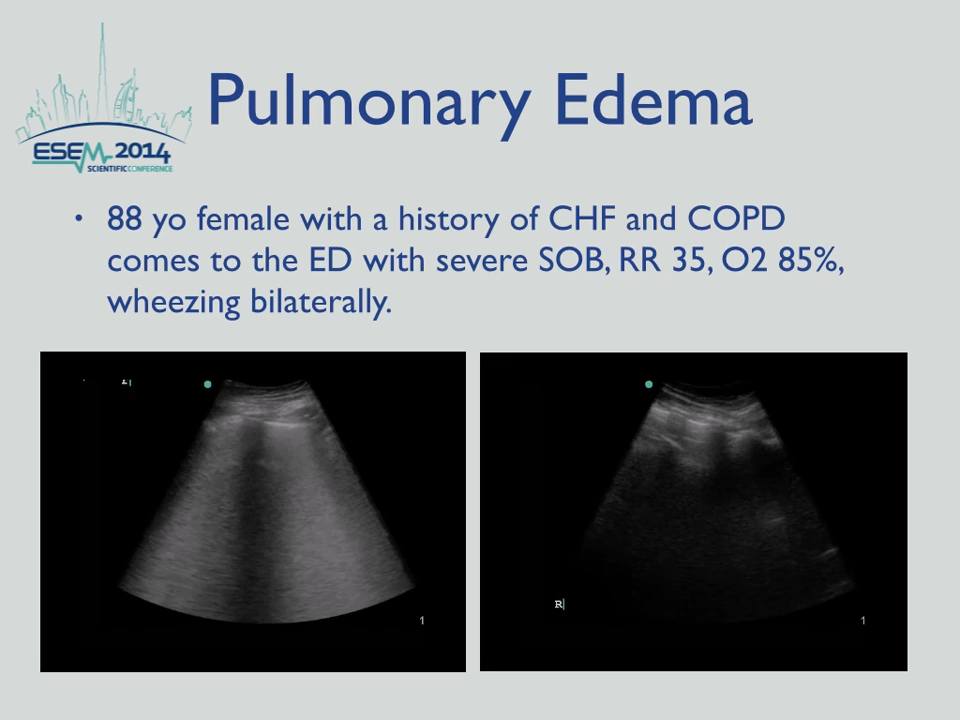 Pulmonary Edema
ESEM 2014
SCIENTIFIC CONFERENCE
• 88 yo female with a history of CHF and COPD
comes to the ED with severe SOB, RR 35, O2 85%,
wheezing bilaterally.
1
R
1